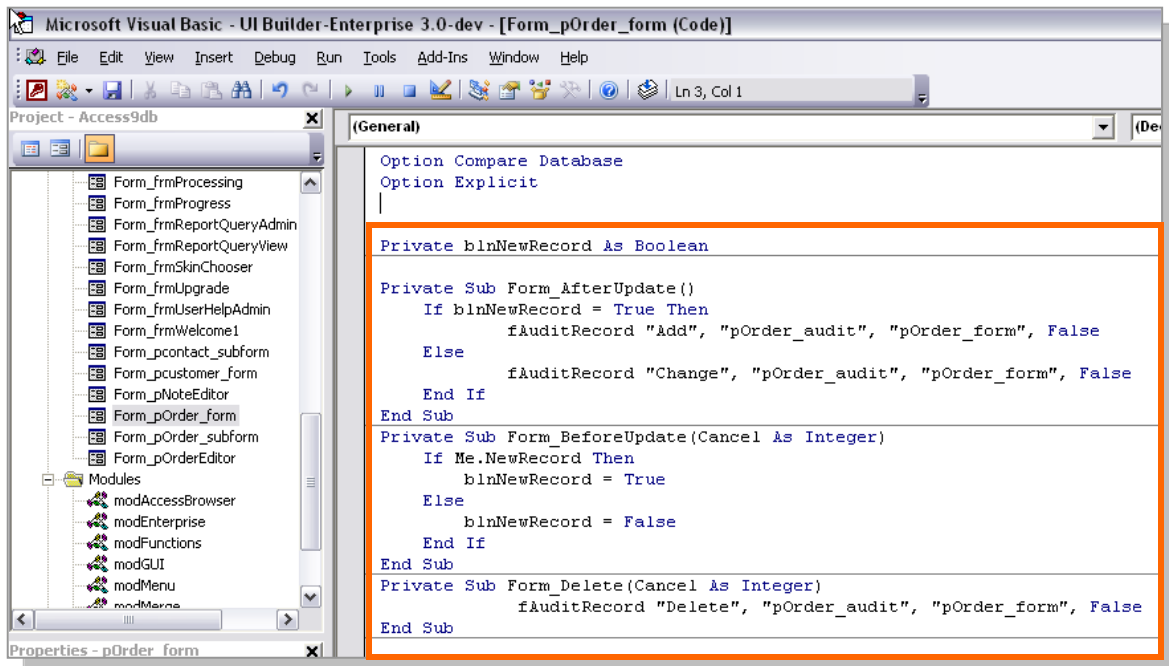 Microsoft Visual Basic - UI Builder-Enterprise 3.0-dev - [Form_pOrder_form (Code)]
File Edit View Insert Debug Run Tools Add-Ins Window Help
Ln 3, Col 1
Project - Access9db
Form_frmProcessing
Form_frmProgress
Form_frmReportQueryAdmin
Form_frmReportQueryView
Form_frmSkinChooser
Form_frmUpgrade
Form_frmUserHelpAdmin
Form_frmWelcome1
Form_pcontact_subform
Form_pcustomer_form
Form_pNoteEditor
Form_pOrder_form
Form_pOrder_subform
Form_pOrderEditor
Modules
modAccessBrowser
modEnterprise
modFunctions
modGUI
modMenu
modMerge
Properties - pOrder_form
(General)
(De
Option Compare Database
Option Explicit
Private blnNewRecord As Boolean
Private Sub Form_AfterUpdate()
If blnNewRecord = True Then
fAuditRecord "Add", "pOrder_audit", "pOrder_form", False
Else
fAuditRecord "Change", "pOrder_audit", "pOrder_form", False
End If
End Sub
Private Sub Form_BeforeUpdate(Cancel As Integer)
If Me.NewRecord Then
blnNewRecord = True
Else
blnNewRecord = False
End If
End Sub
Private Sub Form_Delete(Cancel As Integer)
fAuditRecord "Delete", "pOrder_audit", "pOrder_form", False
End Sub